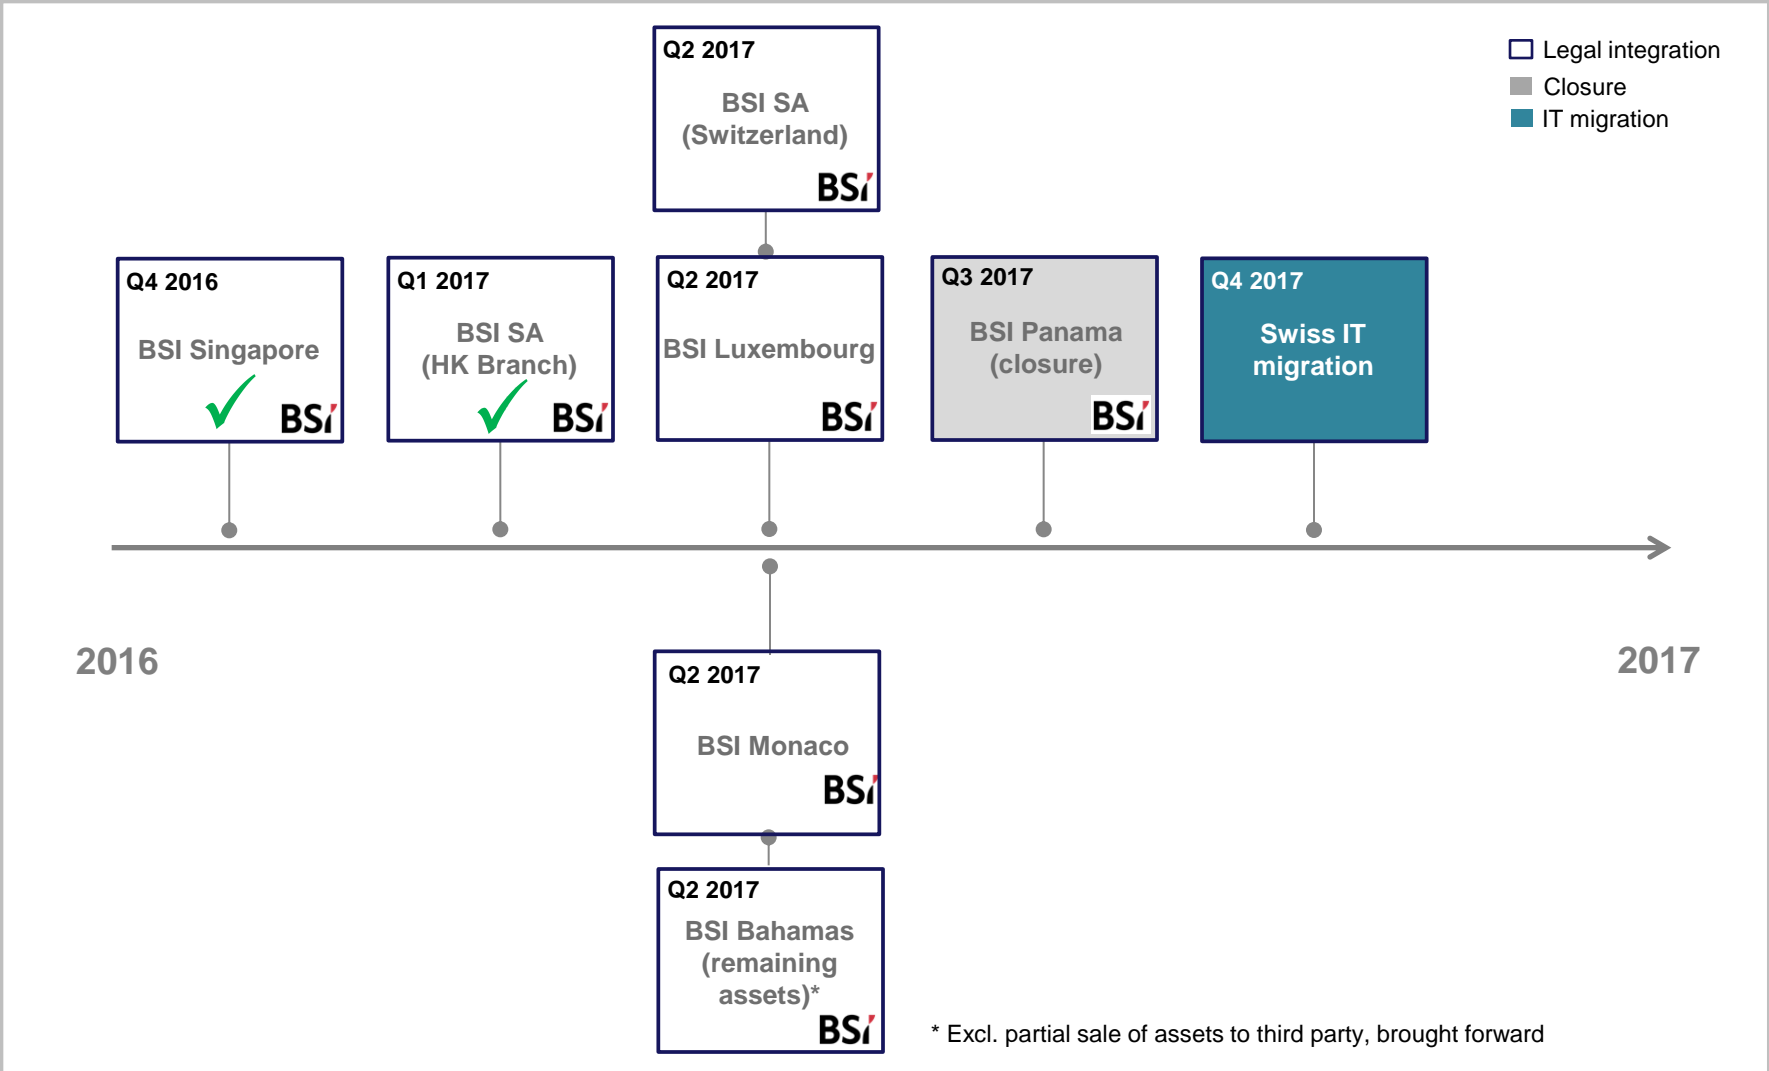 Q2 2017
BSI SA
(Switzerland)
BSI
Legal integration
Closure
IT migration
Q4 2016
BSI Singapore
BSI
Q1 2017
BSI SA
(HK Branch)
BSI
Q2 2017
BSI Luxembourg
BSI
Q3 2017
BSI Panama
(closure)
BSI
Q4 2017
Swiss IT
migration
2016
2017
Q2 2017
BSI Monaco
BSI
Q2 2017
BSI Bahamas
(remaining
assets)*
BSI
* Excl. partial sale of assets to third party, brought forward